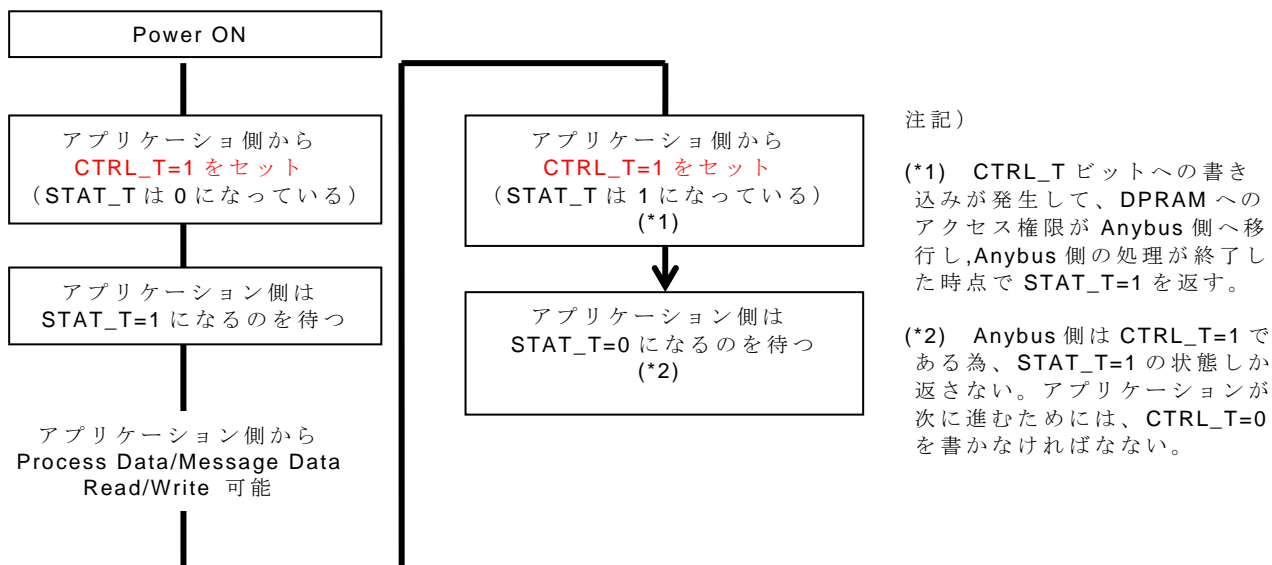 Power ON
アプリケーショ側から
CTRL_T=1 をセット
（STAT_T は 0 になっている）
アプリケーション側は
STAT_T=1 になるのを待つ
アプリケーション側から
Process Data/Message Data
Read/Write 可能
アプリケーショ側から
CTRL_T=1 をセット
（STAT_T は 1 になっている）
(*1)
アプリケーション側は
STAT_T=0 になるのを待つ
(*2)
注記）
(*1) CTRL_T ビットへの書き
込みが発生して、DPRAM への
アクセス権限が Anybus 側へ移
行し,Anybus 側の処理が終了し
た時点で STAT_T=1 を返す。
(*2) Anybus 側は CTRL_T=1 で
ある為、STAT_T=1 の状態しか
返さない。アプリケーションが
次に進むためには、CTRL_T=0
を書かなければなない。